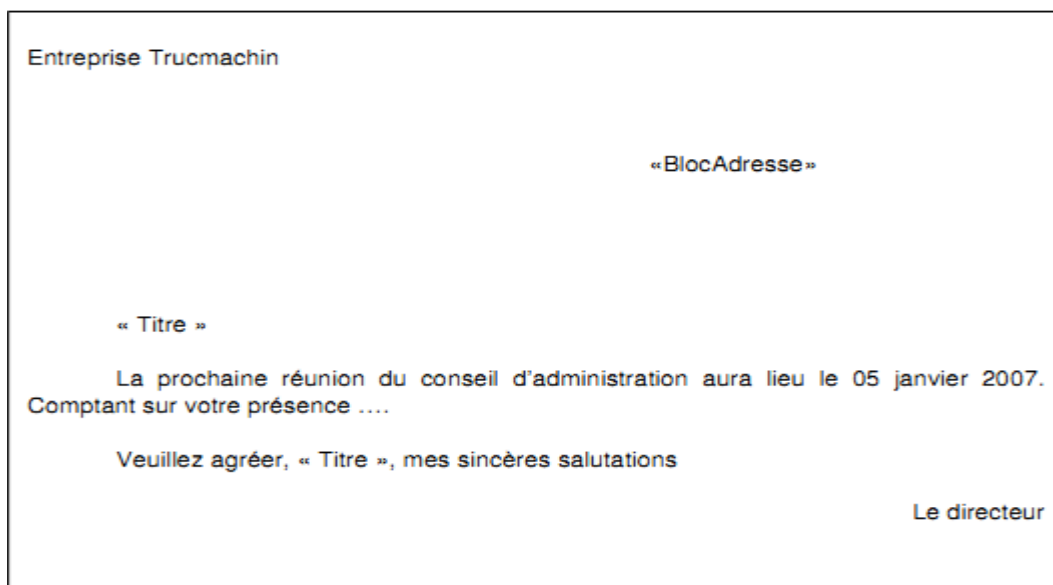 Entreprise Trucmachin
«BlocAdresse»
« Titre »
La prochaine réunion du conseil d'administration aura lieu le 05 janvier 2007.
Comptant sur votre présence ....
Veuillez agréer, « Titre », mes sincères salutations
Le directeur